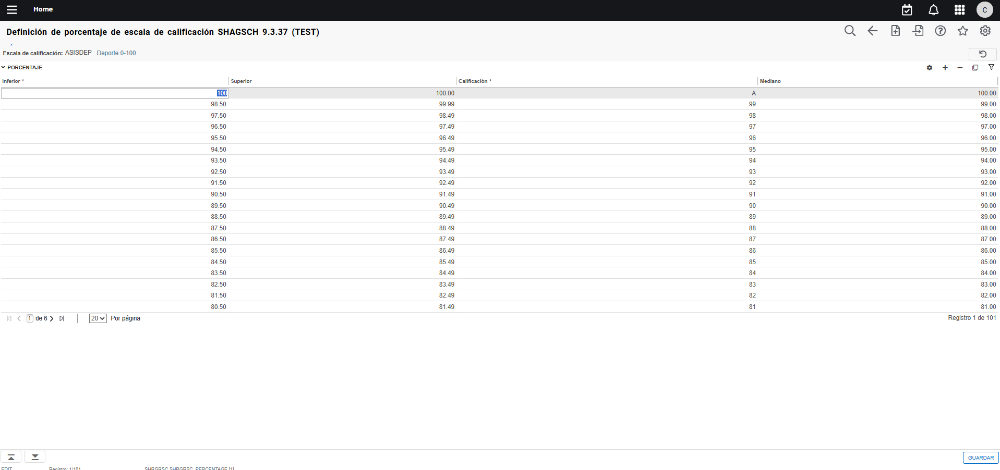 Home
C
Definición de porcentaje de escala de calificación SHAGSCH 9.3.37 (TEST)
Escala de calificación: ASISDEP Deporte 0-100
PORCENTAJE
Inferior * Superior Calificación * Mediano
100 100.00 A 100.00
98.50 99.99 99 99.00
97.50 98.49 98 98.00
96.50 97.49 97 97.00
95.50 96.49 96 96.00
94.50 95.49 95 95.00
93.50 94.49 94 94.00
92.50 93.49 93 93.00
91.50 92.49 92 92.00
90.50 91.49 91 91.00
89.50 90.49 90 90.00
88.50 89.49 89 89.00
87.50 88.49 88 88.00
86.50 87.49 87 87.00
85.50 86.49 86 86.00
84.50 85.49 85 85.00
83.50 84.49 84 84.00
82.50 83.49 83 83.00
81.50 82.49 82 82.00
80.50 81.49 81 81.00
1 de 6 20 Por página Registro 1 de 101
GUARDAR
EDIT Registro: 1/101 SHRGRSC.SHRGRSC_PERCENTAGE [1]